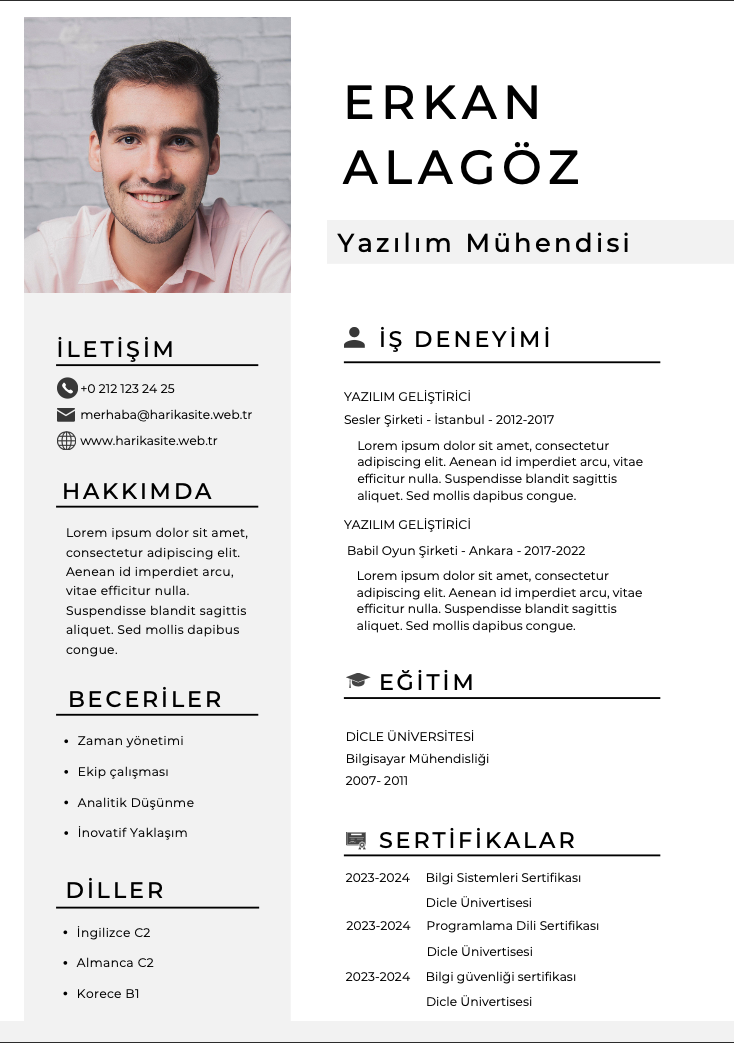 ERKAN
ALAGÖZ
Yazılım Mühendisi
İLETİŞİM
+0 212 123 24 25
merhaba@harikasite.web.tr
www.harikasite.web.tr
HAKKIMDA
Lorem ipsum dolor sit amet,
consectetur adipiscing elit.
Aenean id imperdiet arcu,
vitae efficitur nulla.
Suspendisse blandit sagittis
aliquet. Sed mollis dapibus
congue.
BECERİLER
• Zaman yönetimi
• Ekip çalışması
• Analitik Düşünme
• İnovatif Yaklaşım
DİLLER
• İngilizce C2
• Almanca C2
• Korece B1
İŞ DENEYİMİ
YAZILIM GELİŞTİRİCİ
Sesler Şirketi - İstanbul - 2012-2017
Lorem ipsum dolor sit amet, consectetur
adipiscing elit. Aenean id imperdiet arcu, vitae
efficitur nulla. Suspendisse blandit sagittis
aliquet. Sed mollis dapibus congue.
YAZILIM GELİŞTİRİCİ
Babil Oyun Şirketi - Ankara - 2017-2022
Lorem ipsum dolor sit amet, consectetur
adipiscing elit. Aenean id imperdiet arcu, vitae
efficitur nulla. Suspendisse blandit sagittis
aliquet. Sed mollis dapibus congue.
EĞİTİM
DİCLE ÜNİVERSİTESİ
Bilgisayar Mühendisliği
2007- 2011
SERTİFİKALAR
2023-2024 Bilgi Sistemleri Sertifikası
Dicle Ünivertisesi
2023-2024 Programlama Dili Sertifikası
Dicle Ünivertisesi
2023-2024 Bilgi güvenliği sertifikası
Dicle Ünivertisesi